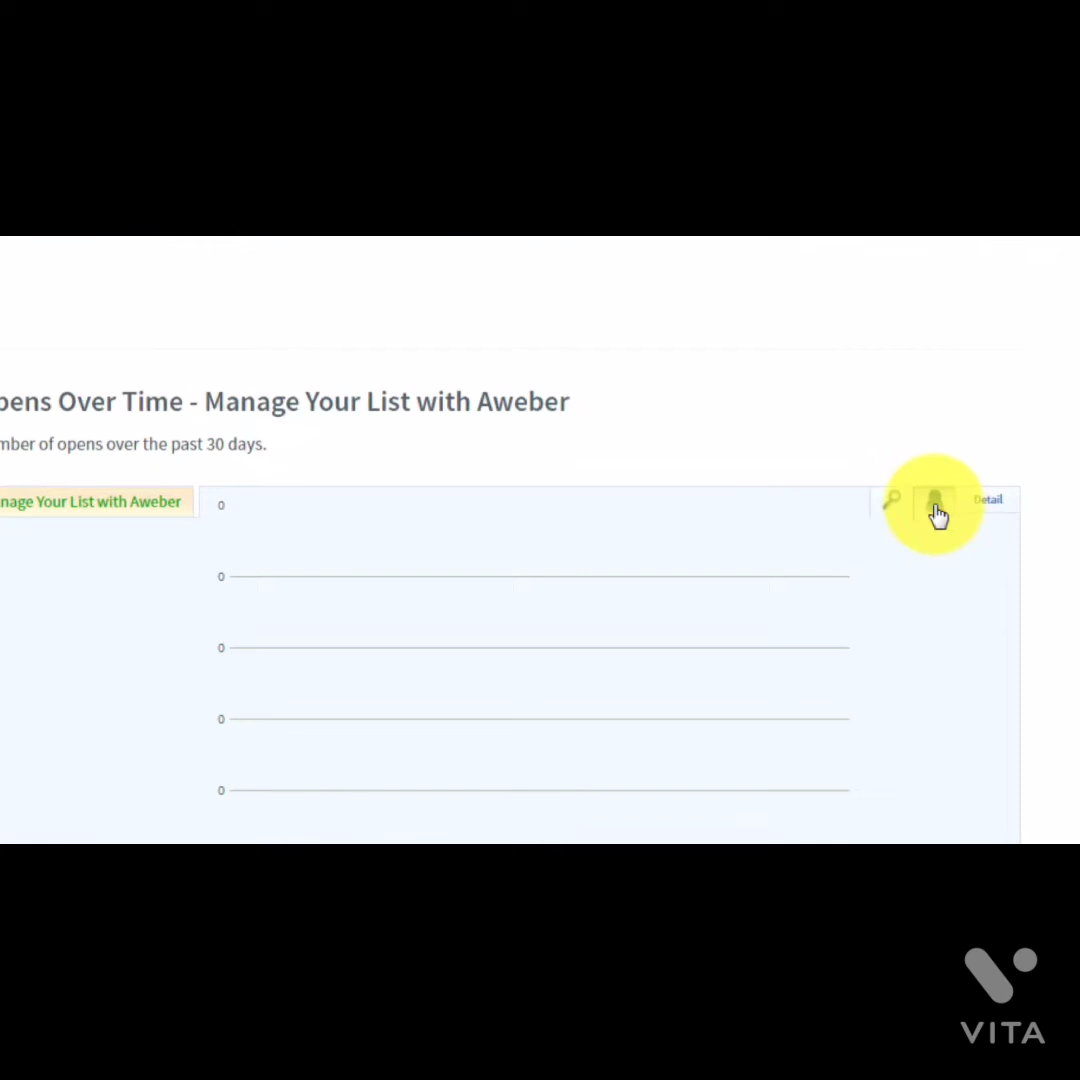 pens Over Time - Manage Your List with Aweber
mber of opens over the past 30 days.
nage Your List with Aweber
0
Detail
0
0
0
0
VITA